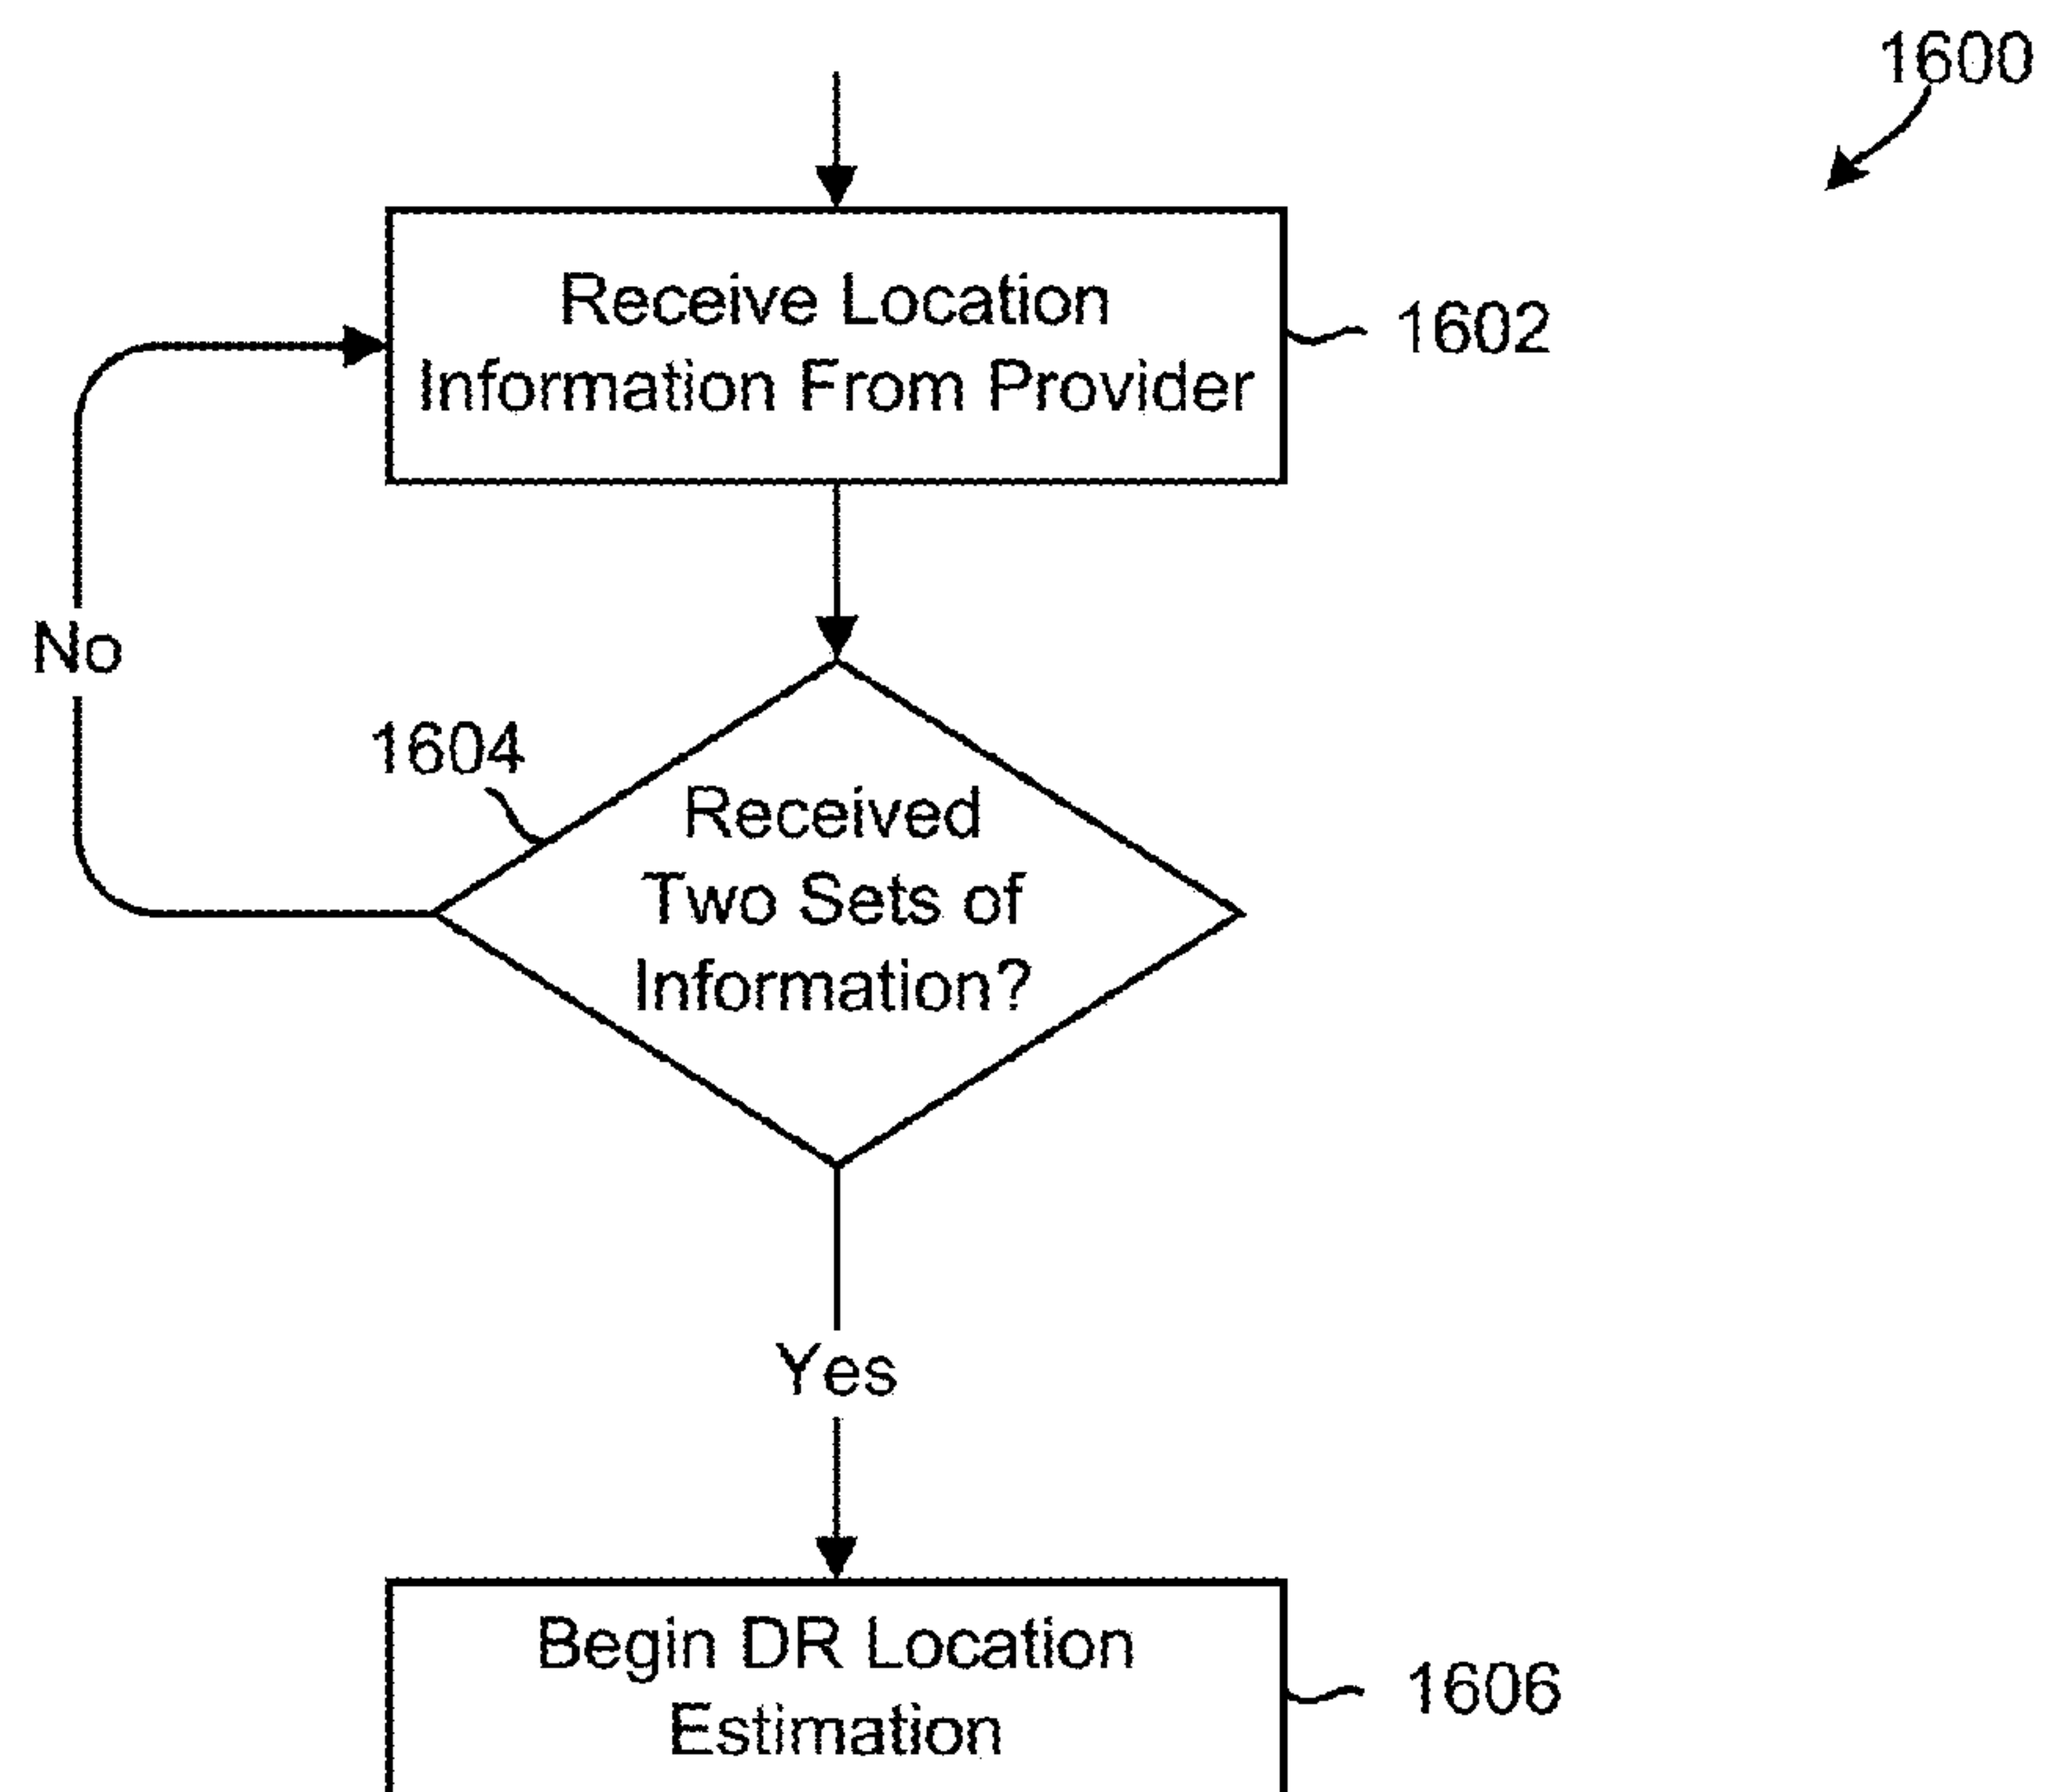 1600
Receive Location
Information From Provider
1602
No
1604
Received
Two Sets of
Information?
Yes
Begin DR Location
Estimation
1606